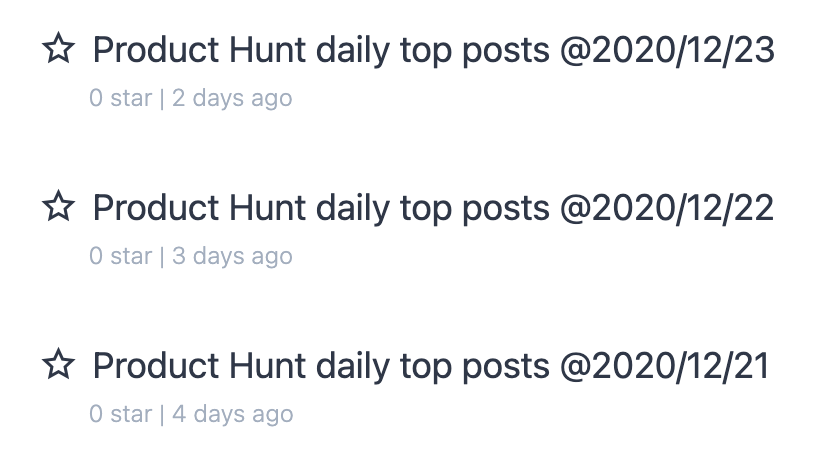 Product Hunt daily top posts @2020/12/23
0 star | 2 days ago
Product Hunt daily top posts @2020/12/22
0 star | 3 days ago
Product Hunt daily top posts @2020/12/21
0 star | 4 days ago